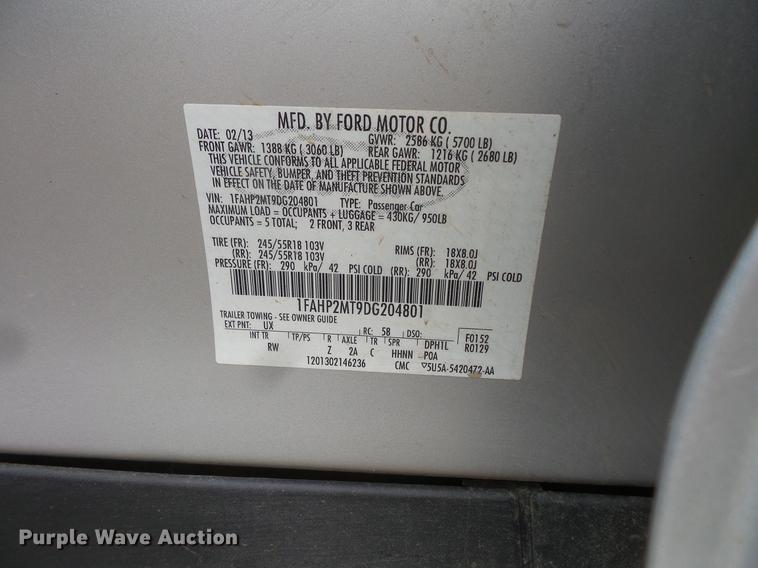 MFD. BY FORD MOTOR CO.
DATE: 02/13 GVWR: 2586 KG ( 5700 LB)
FRONT GAWR: 1388 KG ( 3060 LB) REAR GAWR: 1216 KG ( 2680 LB)
THIS VEHICLE CONFORMS TO ALL APPLICABLE FEDERAL MOTOR
VEHICLE SAFETY, BUMPER, AND THEFT PREVENTION STANDARDS
IN EFFECT ON THE DATE OF MANUFACTURE SHOWN ABOVE.
VIN: 1FAHP2MT9DG204801 TYPE: Passenger Car
MAXIMUM LOAD = OCCUPANTS + LUGGAGE = 430KG/ 950LB
OCCUPANTS = 5 TOTAL; 2 FRONT, 3 REAR
TIRE (FR): 245/55R18 103V RIMS (FR): 18X8.0J
(RR): 245/55R18 103V (RR): 18X8.0J
PRESSURE (FR): 290 kPa/ 42 PSI COLD (RR): 290 kPa/ 42 PSI COLD
1FAHP2MT9DG204801
TRAILER TOWING - SEE OWNER GUIDE
EXT PNT: UX RC: 58 DSO: F0152
INT TR TP/PS R AXLE TR SPR DPHTL R0129
RW Z 2A C HHNN POA
1201302146236 CMC ▽5U5A-5420472-AA
Purple Wave Auction